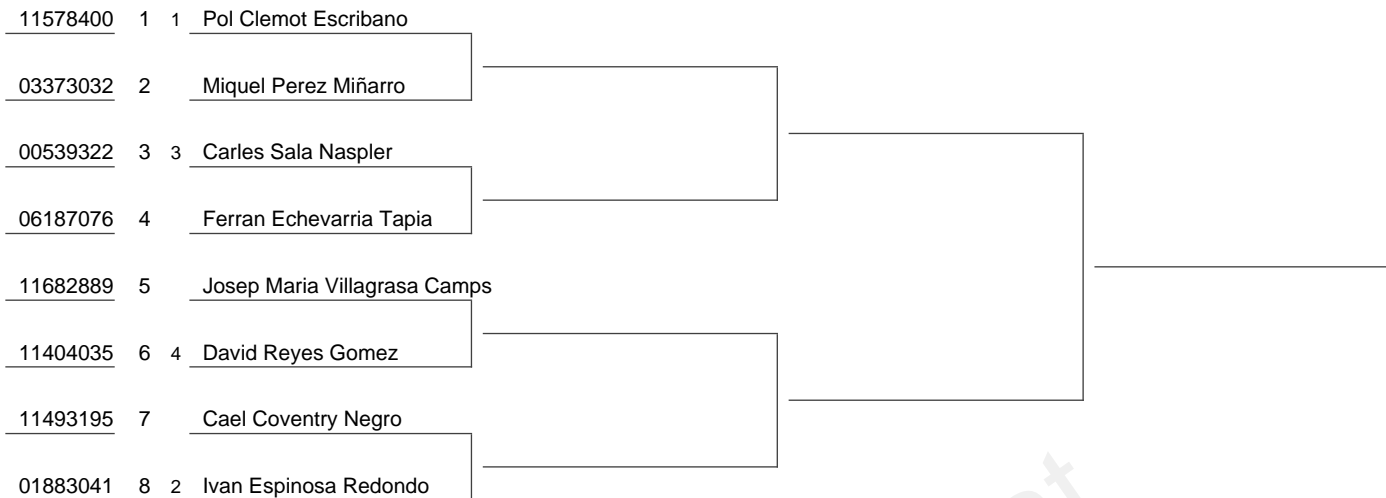 11578400 1 1 Pol Clemot Escribano
03373032 2 Miquel Perez Miñarro
00539322 3 3 Carles Sala Naspler
06187076 4 Ferran Echevarria Tapia
11682889 5 Josep Maria Villagrasa Camps
11404035 6 4 David Reyes Gomez
11493195 7 Cael Coventry Negro
01883041 8 2 Ivan Espinosa Redondo